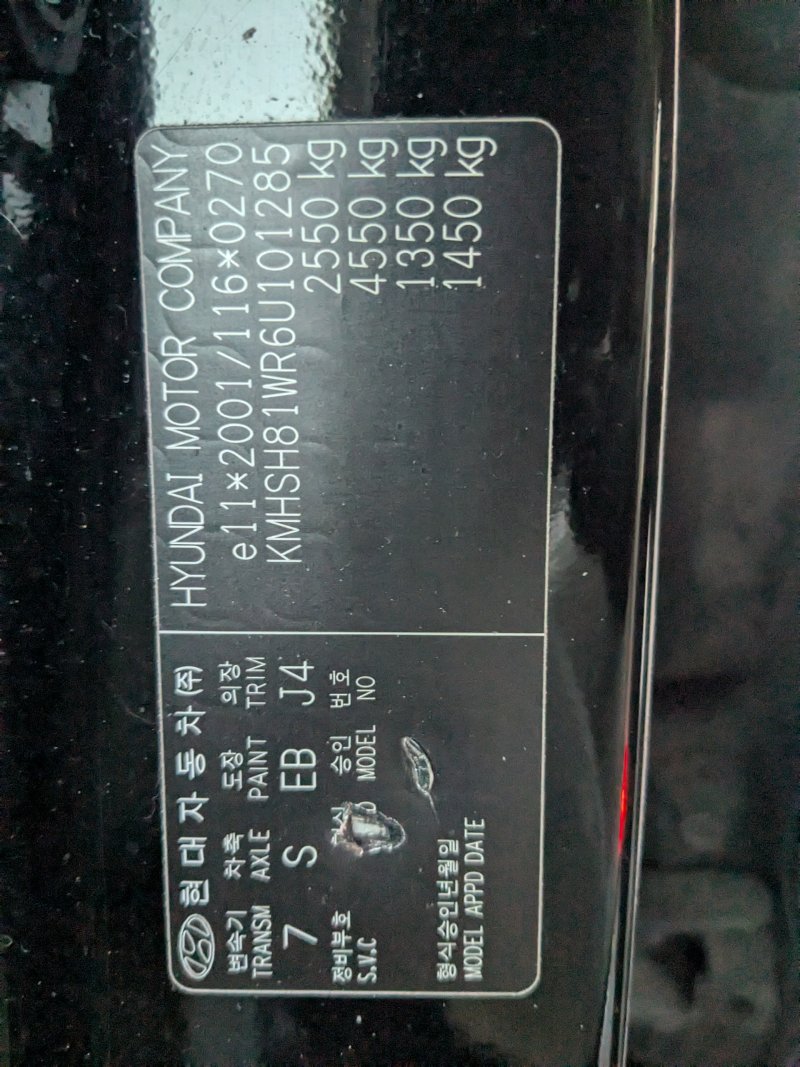 현대자동차(주)
변속기 차축 도장 의장
TRANSM AXLE PAINT TRIM
7 S EB J4
정비부호 승인 번호
S.V.C MODEL NO
형식승인년월일
MODEL APPD DATE
HYUNDAI MOTOR COMPANY
e11*2001/116*0270
KMHSH81WR6U101285
2550 kg
4550 kg
1350 kg
1450 kg